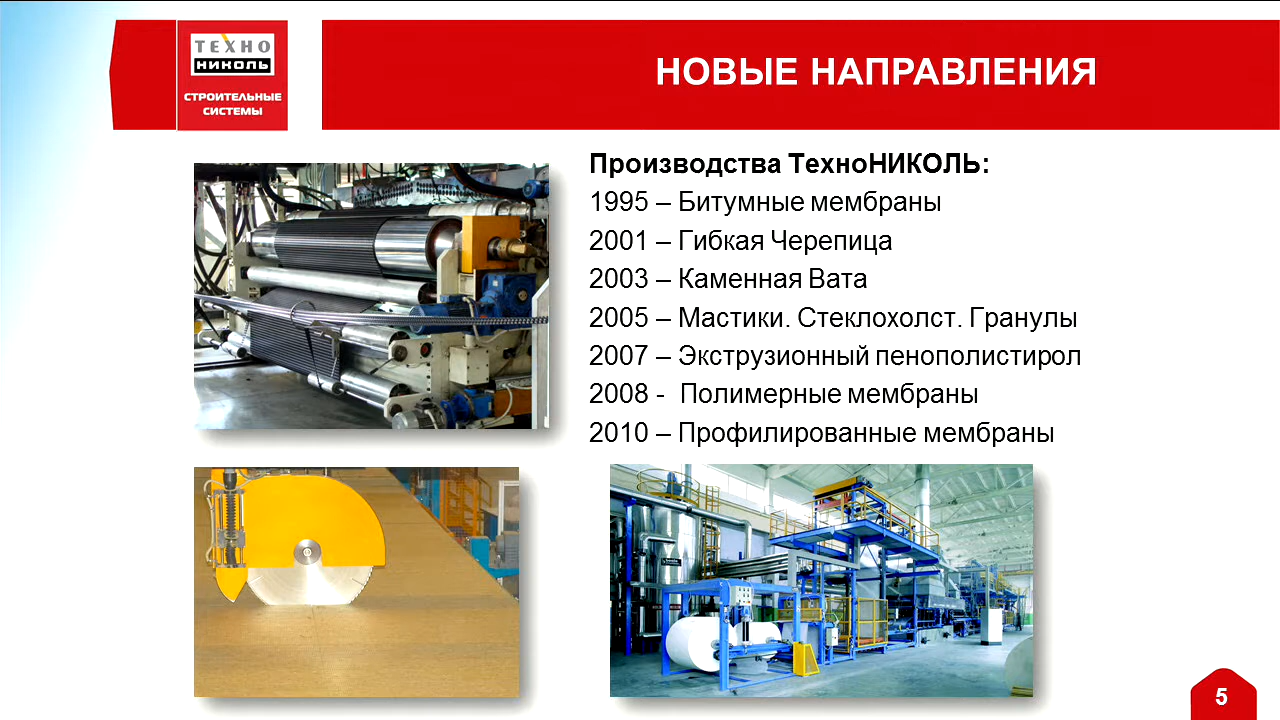 ТЕХНО
НИКОЛЬ
СТРОИТЕЛЬНЫЕ
СИСТЕМЫ
НОВЫЕ НАПРАВЛЕНИЯ
Производства ТехноНИКОЛЬ:
1995 – Битумные мембраны
2001 – Гибкая Черепица
2003 – Каменная Вата
2005 – Мастики. Стеклохолст. Гранулы
2007 – Экструзионный пенополистирол
2008 - Полимерные мембраны
2010 – Профилированные мембраны
5